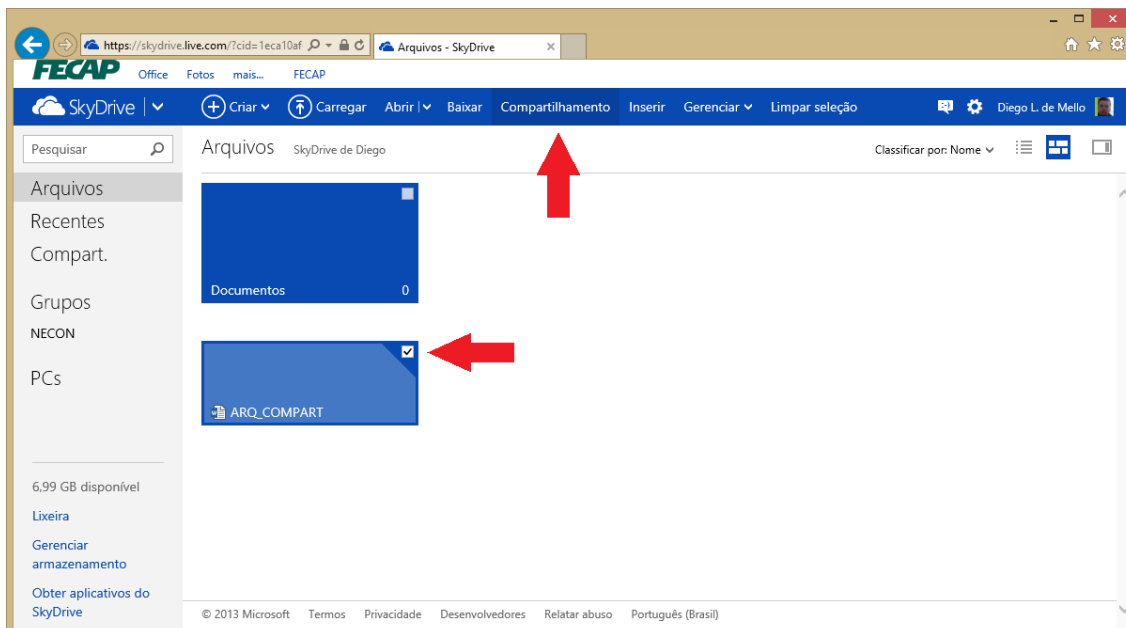 https://skydrive.live.com/?cid=1eca10af
Arquivos - SkyDrive
FECAP Office Fotos mais... FECAP
SkyDrive Criar Carregar Abrir Baixar Compartilhamento Inserir Gerenciar Limpar seleção Diego L. de Mello
Pesquisar
Arquivos SkyDrive de Diego Classificar por: Nome
Arquivos
Recentes
Compart.
Grupos
NECON
PCs
Documentos 0
ARQ_COMPART
6,99 GB disponível
Lixeira
Gerenciar
armazenamento
Obter aplicativos do
SkyDrive
© 2013 Microsoft Termos Privacidade Desenvolvedores Relatar abuso Português (Brasil)